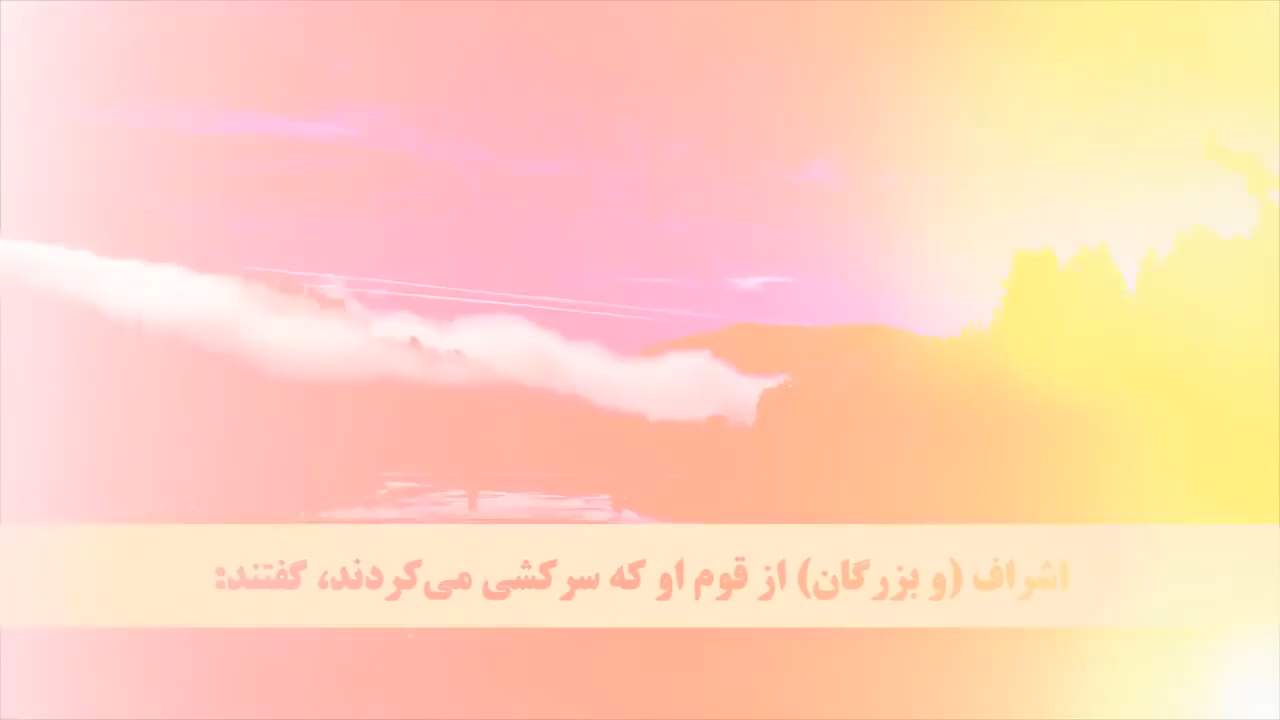 اشراف (و بزرگان) از قوم او که سرکشی می‌کردند، گفتند: